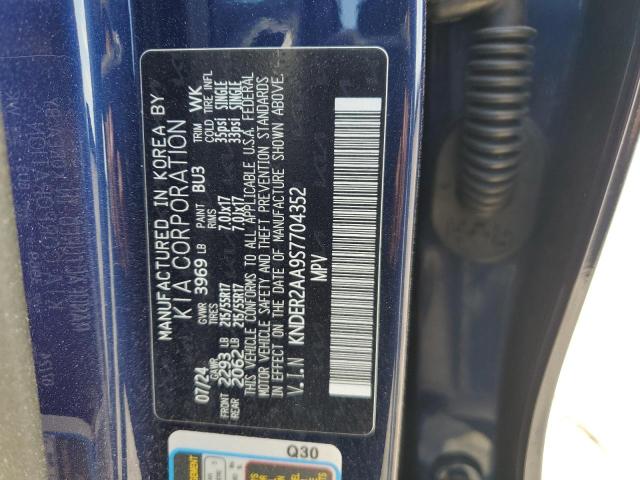 MANUFACTURED IN KOREA BY
KIA CORPORATION
07/24 GVWR 3969 LB PAINT BU3 TRIM WK
GAWR TIRES RIMS COLD TIRE INFL
FRONT 2293 LB 215/55R17 7.0Jx17 35psi SINGLE
REAR 2062 LB 215/55R17 7.0Jx17 33psi SINGLE
THIS VEHICLE CONFORMS TO ALL APPLICABLE U.S.A FEDERAL
MOTOR VEHICLE SAFETY AND THEFT PREVENTION STANDARDS
IN EFFECT ON THE DATE OF MANUFACTURE SHOWN ABOVE.
V.I.N KNDER2AA9S7704352
MPV
Q30